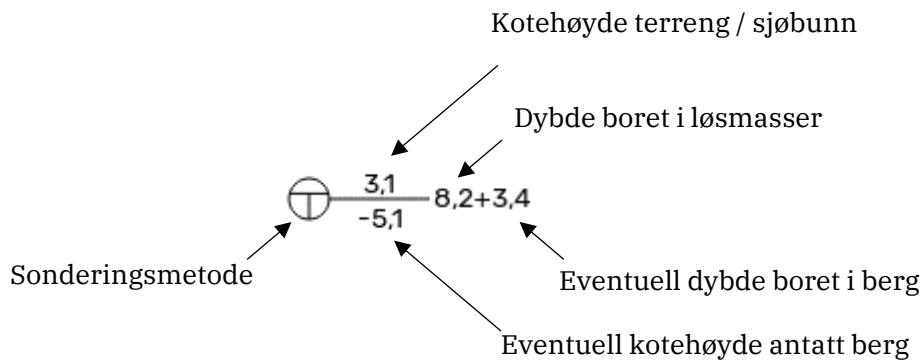 Kotehøyde terreng / sjøbunn
Dybde boret i løsmasser
3,1
8,2+3,4
-5,1
Sonderingsmetode
Eventuell dybde boret i berg
Eventuell kotehøyde antatt berg